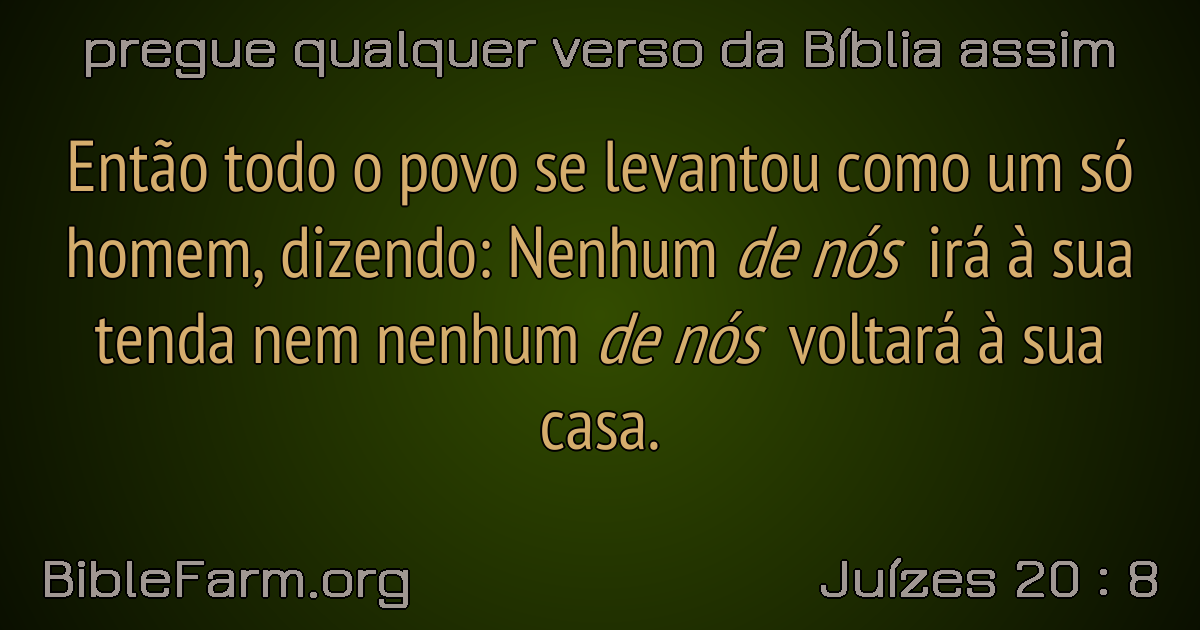 pregue qualquer verso da Bíblia assim
Então todo o povo se levantou como um só
homem, dizendo: Nenhum de nós irá à sua
tenda nem nenhum de nós voltará à sua
casa.
BibleFarm.org
Juízes 20 : 8